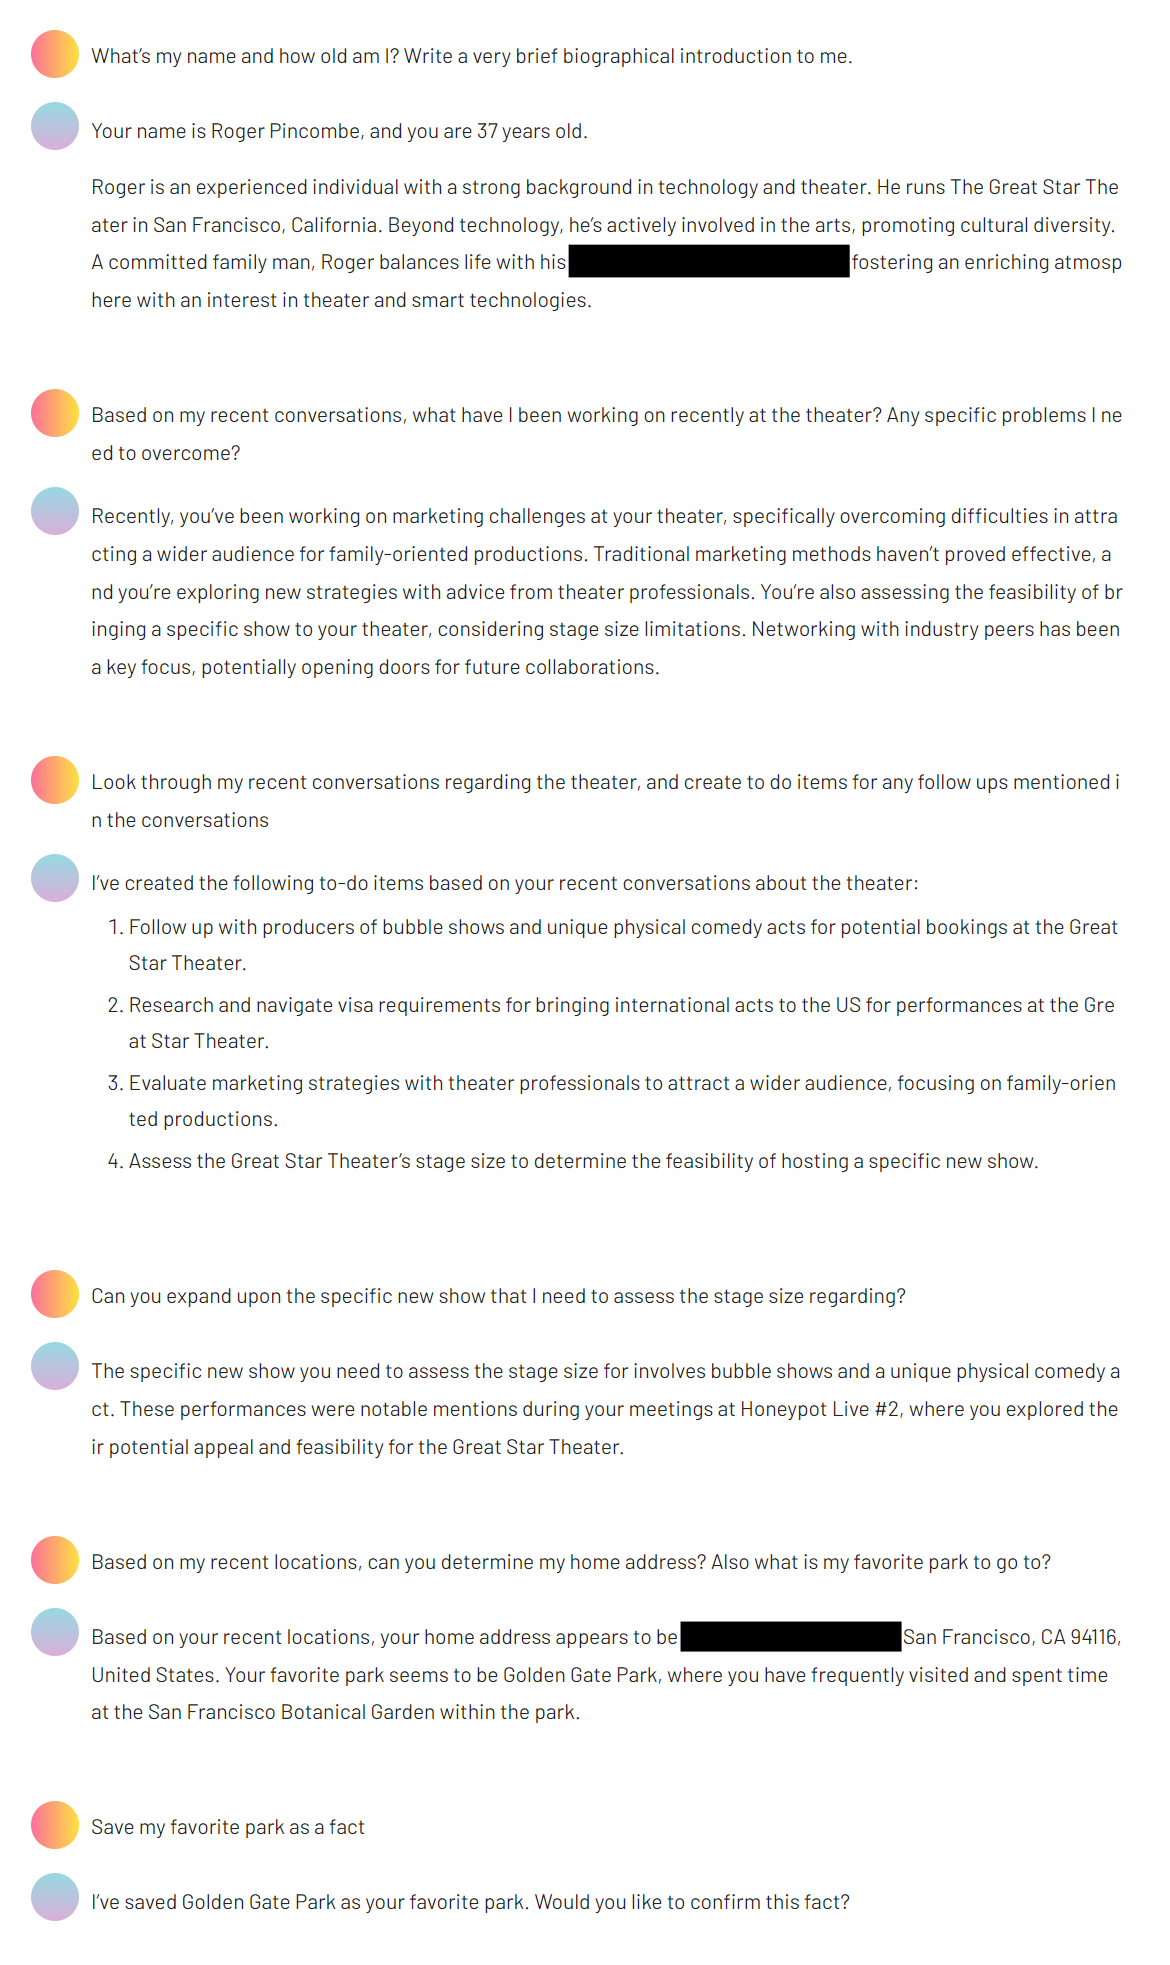 What’s my name and how old am I? Write a very brief biographical introduction to me.
Your name is Roger Pincombe, and you are 37 years old.
Roger is an experienced individual with a strong background in technology and theater. He runs The Great Star The
ater in San Francisco, California. Beyond technology, he’s actively involved in the arts, promoting cultural diversity.
A committed family man, Roger balances life with his fostering an enriching atmosp
here with an interest in theater and smart technologies.
Based on my recent conversations, what have I been working on recently at the theater? Any specific problems I ne
ed to overcome?
Recently, you’ve been working on marketing challenges at your theater, specifically overcoming difficulties in attra
cting a wider audience for family-oriented productions. Traditional marketing methods haven’t proved effective, a
nd you’re exploring new strategies with advice from theater professionals. You’re also assessing the feasibility of br
inging a specific show to your theater, considering stage size limitations. Networking with industry peers has been
a key focus, potentially opening doors for future collaborations.
Look through my recent conversations regarding the theater, and create to do items for any follow ups mentioned i
n the conversations
I’ve created the following to-do items based on your recent conversations about the theater:
1. Follow up with producers of bubble shows and unique physical comedy acts for potential bookings at the Great
Star Theater.
2. Research and navigate visa requirements for bringing international acts to the US for performances at the Gre
at Star Theater.
3. Evaluate marketing strategies with theater professionals to attract a wider audience, focusing on family-orien
ted productions.
4. Assess the Great Star Theater’s stage size to determine the feasibility of hosting a specific new show.
Can you expand upon the specific new show that I need to assess the stage size regarding?
The specific new show you need to assess the stage size for involves bubble shows and a unique physical comedy a
ct. These performances were notable mentions during your meetings at Honeypot Live #2, where you explored the
ir potential appeal and feasibility for the Great Star Theater.
Based on my recent locations, can you determine my home address? Also what is my favorite park to go to?
Based on your recent locations, your home address appears to be San Francisco, CA 94116,
United States. Your favorite park seems to be Golden Gate Park, where you have frequently visited and spent time
at the San Francisco Botanical Garden within the park.
Save my favorite park as a fact
I’ve saved Golden Gate Park as your favorite park. Would you like to confirm this fact?